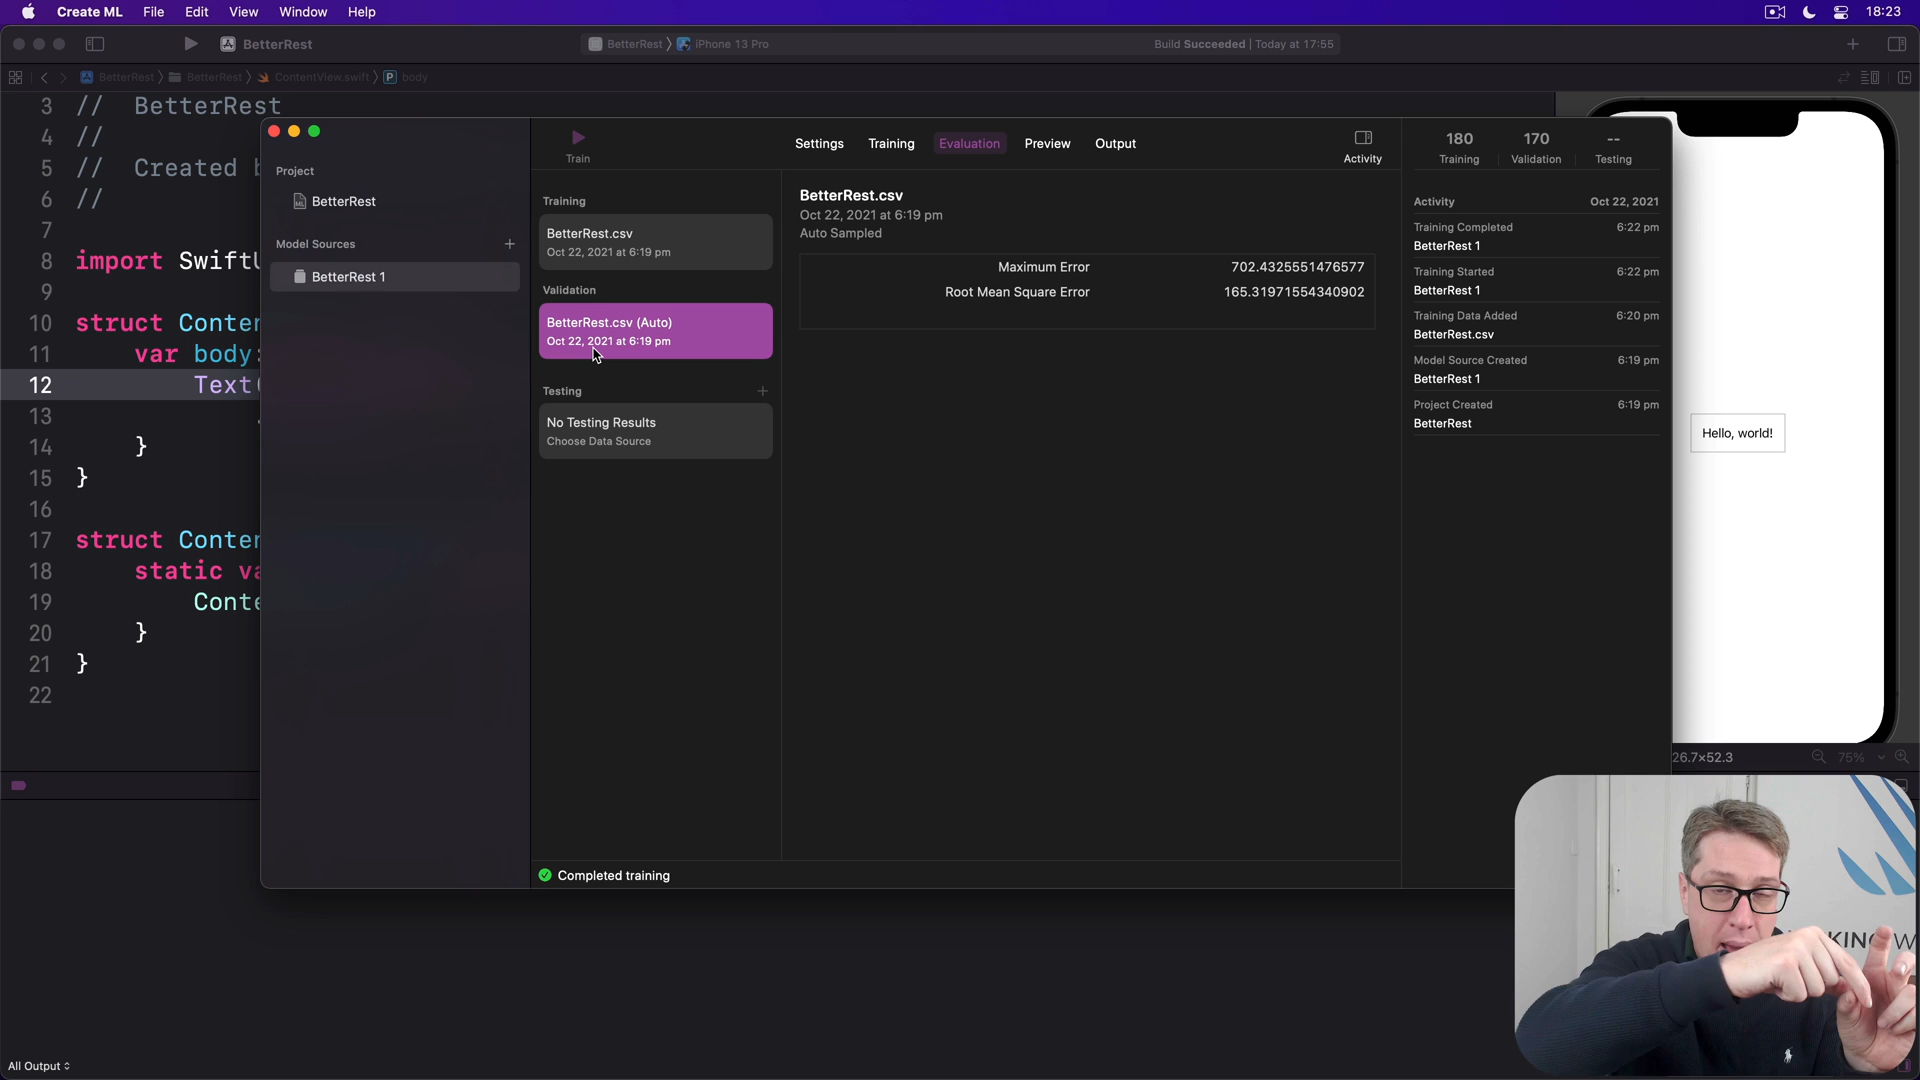 Create ML File Edit View Window Help 18:23
BetterRest BetterRest iPhone 13 Pro Build Succeeded | Today at 17:55
BetterRest BetterRest ContentView.swift P body
3 // BetterRest
4 //
5 // Created
6 //
7
8 import Swift
9
10 struct Conten
11 var body:
12 Text(
13
14 }
15 }
16
17 struct Conten
18 static va
19 Conte
20 }
21 }
22
Project
BetterRest
Model Sources +
BetterRest 1
Train
Settings Training Evaluation Preview Output
Activity
Training
BetterRest.csv
Oct 22, 2021 at 6:19 pm
Validation
BetterRest.csv (Auto)
Oct 22, 2021 at 6:19 pm
Testing +
No Testing Results
Choose Data Source
BetterRest.csv
Oct 22, 2021 at 6:19 pm
Auto Sampled
Maximum Error 702.4325551476577
Root Mean Square Error 165.31971554340902
Completed training
180 170 --
Training Validation Testing
Activity Oct 22, 2021
Training Completed 6:22 pm
BetterRest 1
Training Started 6:22 pm
BetterRest 1
Training Data Added 6:20 pm
BetterRest.csv
Model Source Created 6:19 pm
BetterRest 1
Project Created 6:19 pm
BetterRest
Hello, world!
26.7×52.3 75%
KING W
All Output